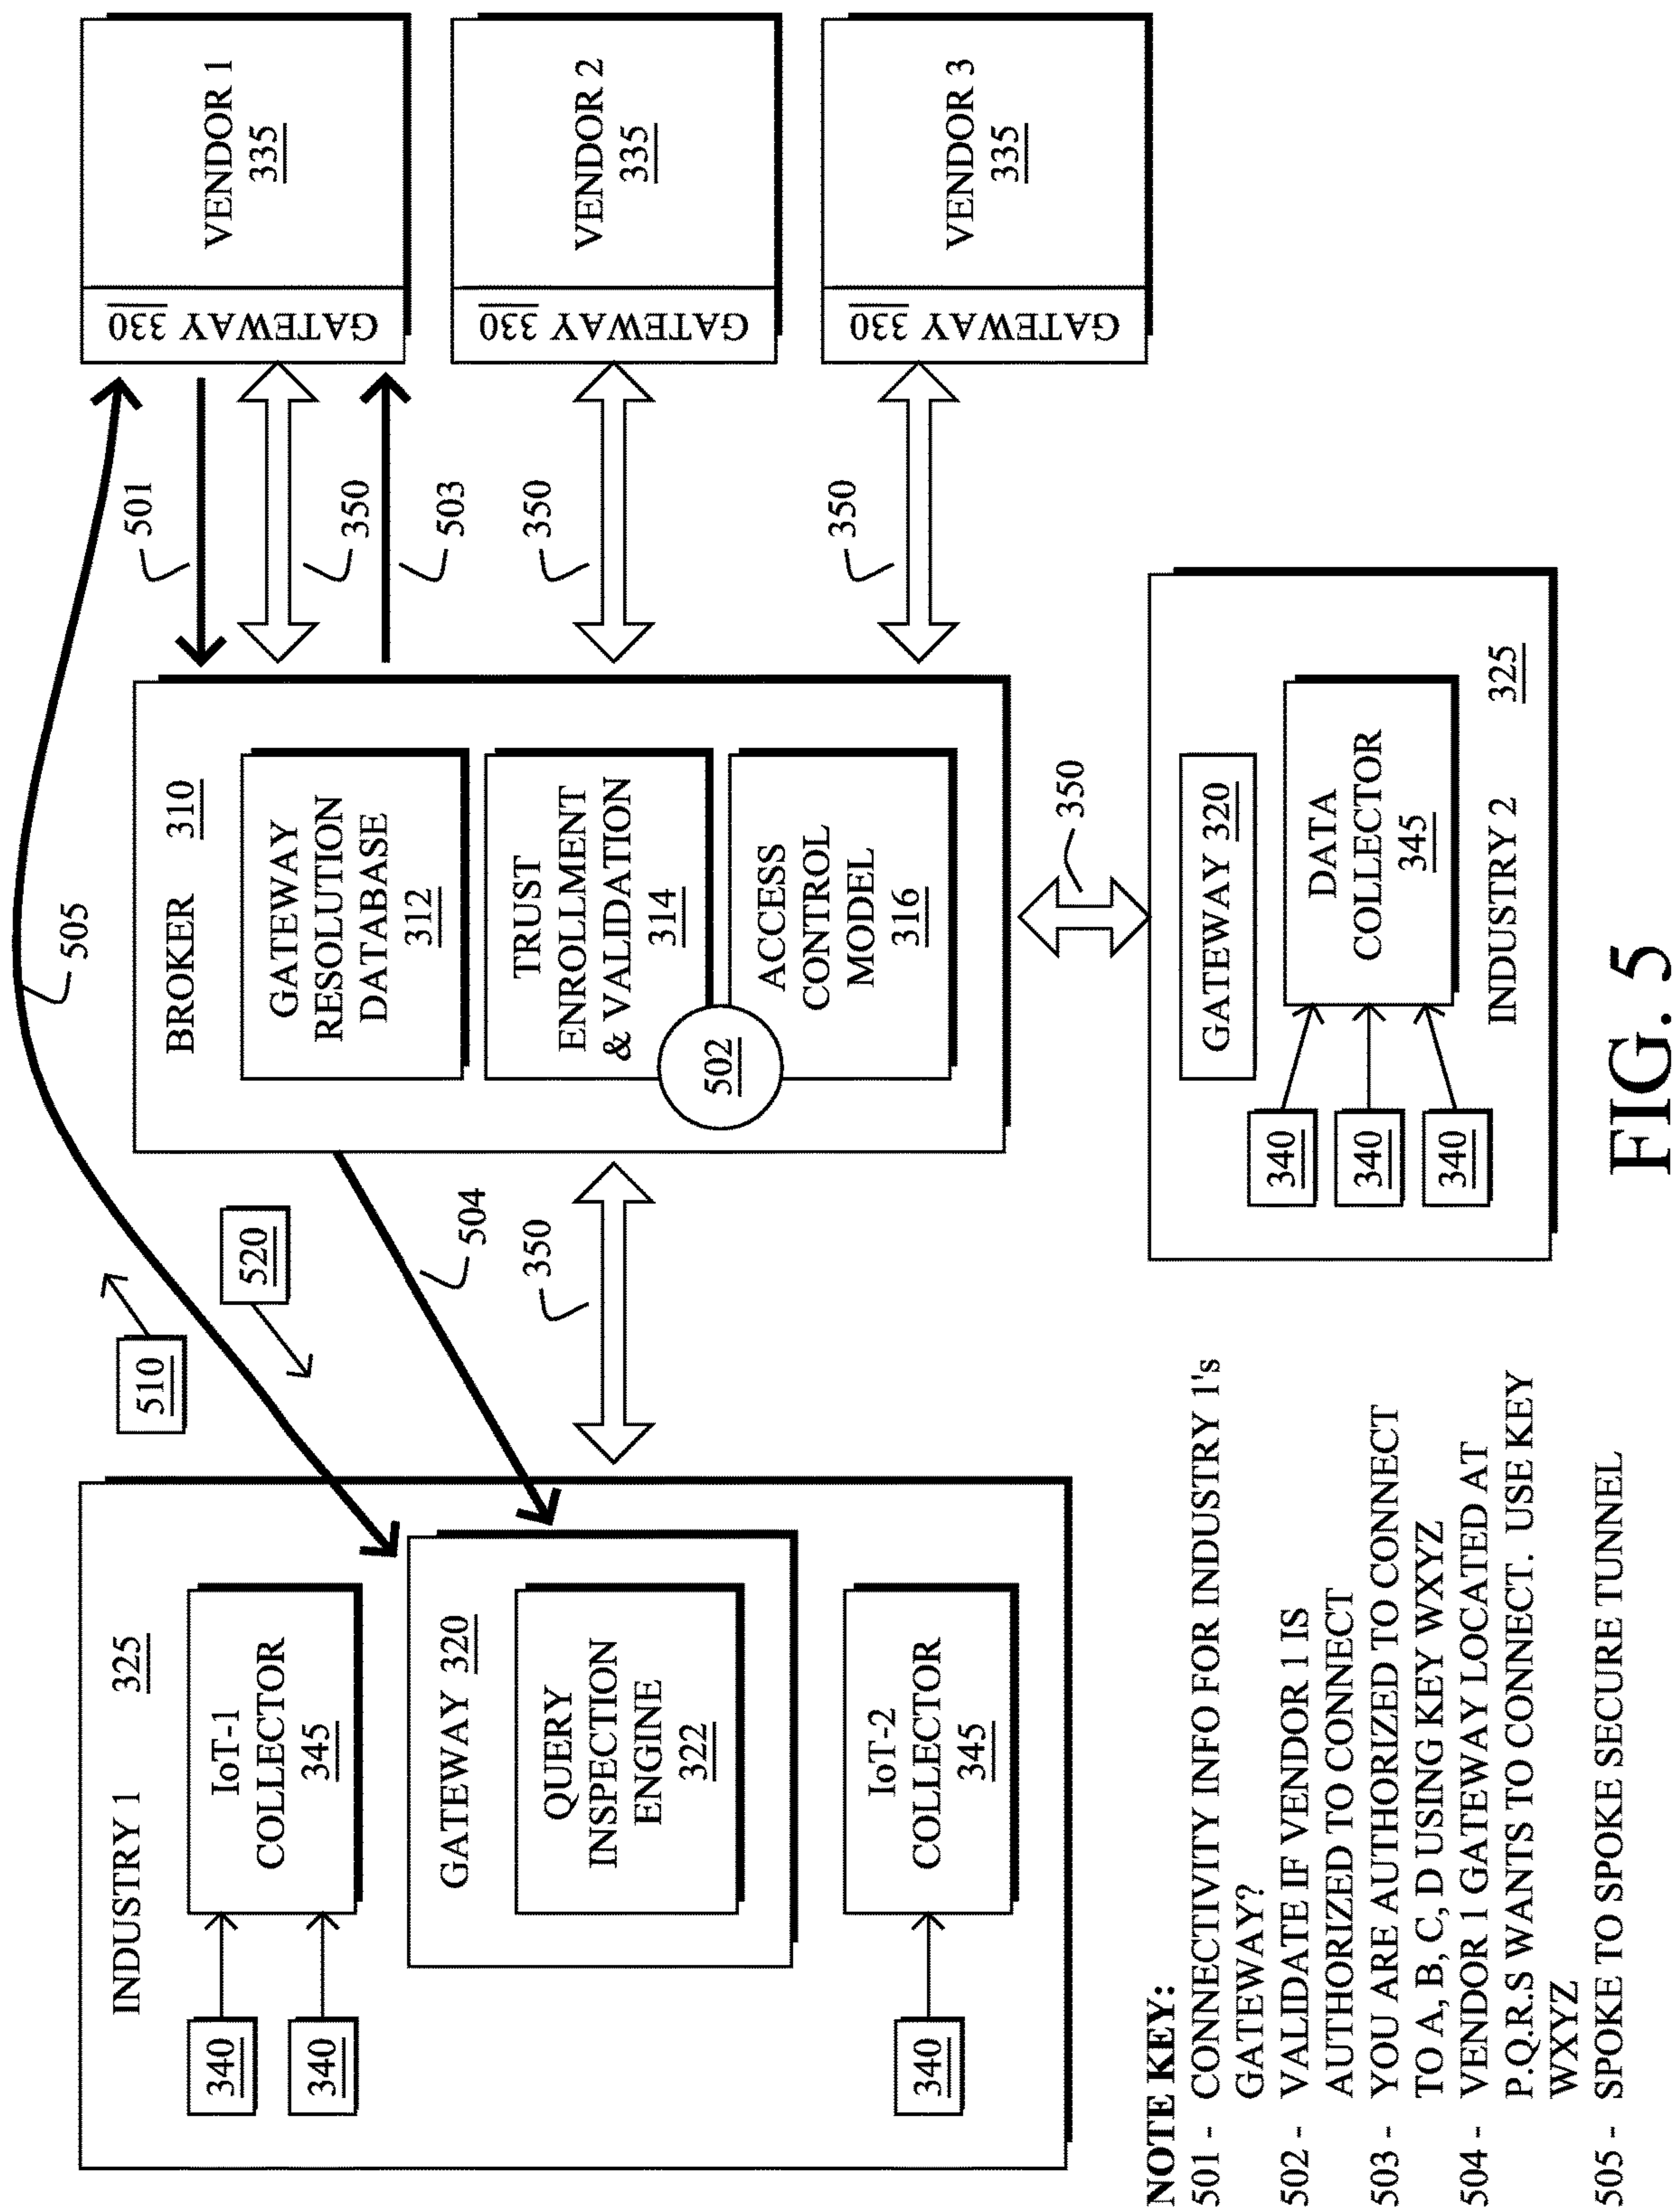 INDUSTRY 1 325
IoT-1
COLLECTOR
345
340
340
GATEWAY 320
QUERY
INSPECTION
ENGINE
322
IoT-2
COLLECTOR
345
340
510
520
505
504
350
BROKER 310
GATEWAY
RESOLUTION
DATABASE
312
TRUST
ENROLLMENT
& VALIDATION
314
502
ACCESS
CONTROL
MODEL
316
501
350
503
350
350
GATEWAY 330
VENDOR 1
335
GATEWAY 330
VENDOR 2
335
GATEWAY 330
VENDOR 3
335
350
GATEWAY 320
DATA
COLLECTOR
345
340
340
340
INDUSTRY 2 325
NOTE KEY:
501 - CONNECTIVITY INFO FOR INDUSTRY 1's
GATEWAY?
502 - VALIDATE IF VENDOR 1 IS
AUTHORIZED TO CONNECT
503 - YOU ARE AUTHORIZED TO CONNECT
TO A, B, C, D USING KEY WXYZ
504 - VENDOR 1 GATEWAY LOCATED AT
P.Q.R.S WANTS TO CONNECT. USE KEY
WXYZ
505 - SPOKE TO SPOKE SECURE TUNNEL
FIG. 5